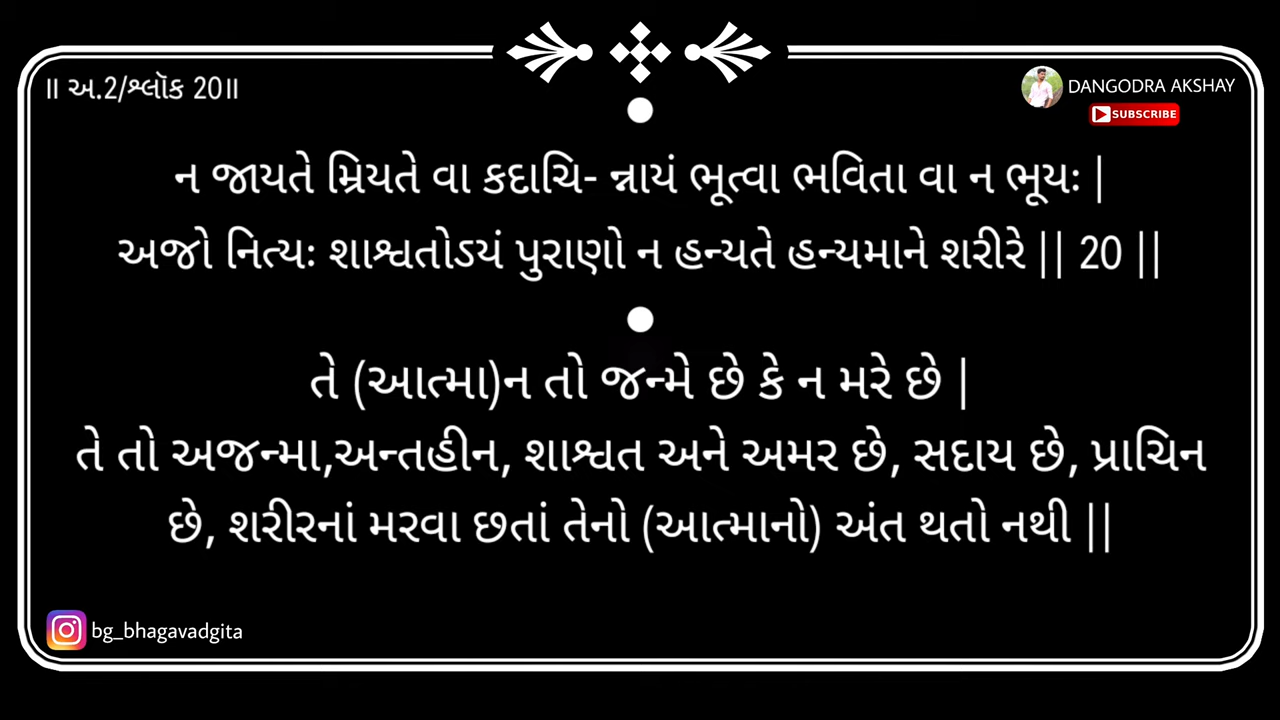 ॥ અ.2/શ્લૉક 20॥
DANGODRA AKSHAY
SUBSCRIBE
ન જાયતે મ્રિયતે વા કદાચિ- ન્નાયં ભૂત્વા ભવિતા વા ન ભૂયઃ |
અજો નિત્યઃ શાશ્વતોઽયં પુરાણો ન હન્યતે હન્યમાને શરીરે || 20 ||
તે (આત્મા)ન તો જન્મે છે કે ન મરે છે |
તે તો અજન્મા,અન્તહીન, શાશ્વત અને અમર છે, સદાય છે, પ્રાચિન
છે, શરીરનાં મરવા છતાં તેનો (આત્માનો) અંત થતો નથી ||
bg_bhagavadgita